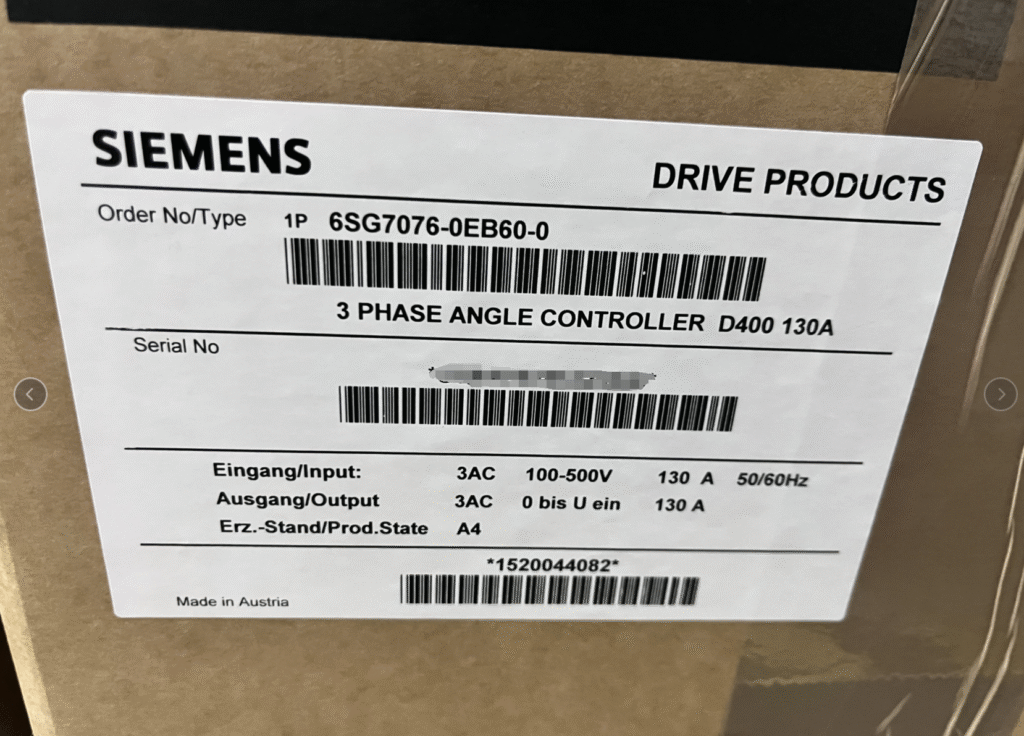 SIEMENS
DRIVE PRODUCTS
Order No/Type 1P 6SG7076-0EB60-0
3 PHASE ANGLE CONTROLLER D400 130A
Serial No
Eingang/Input: 3AC 100-500V 130 A 50/60Hz
Ausgang/Output 3AC 0 bis U ein 130 A
Erz.-Stand/Prod.State A4
*1520044082*
Made in Austria